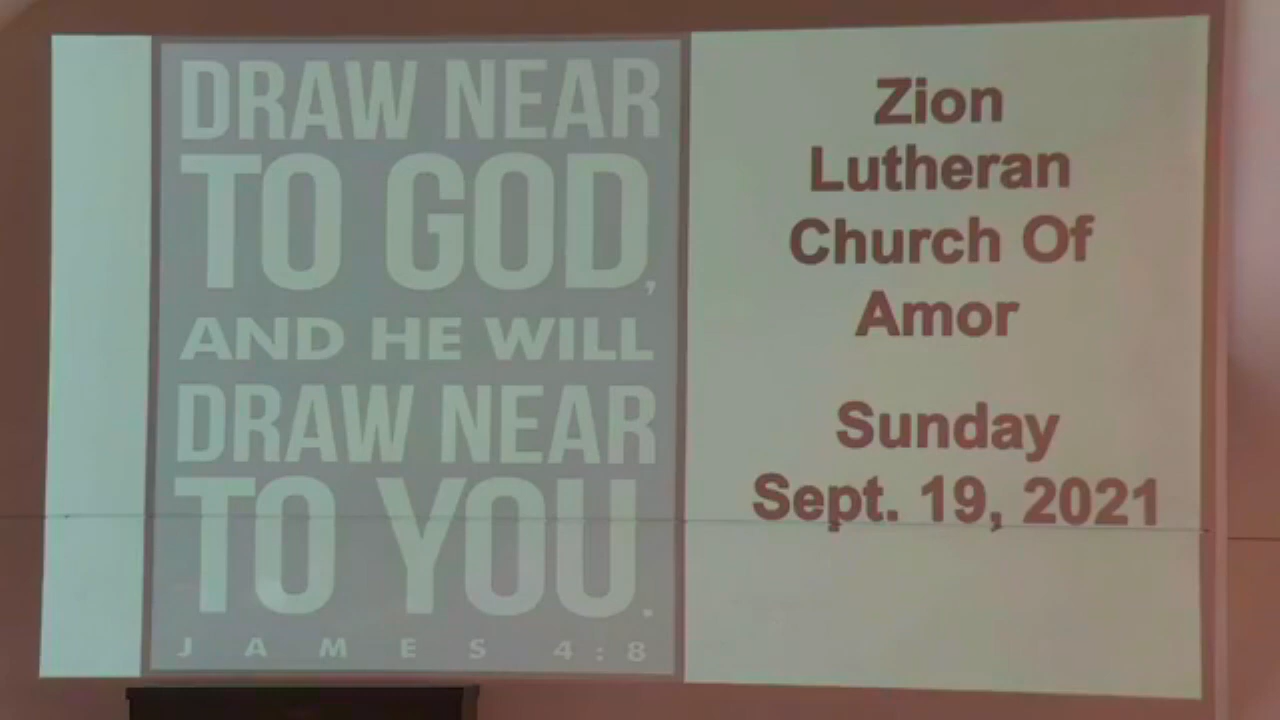 DRAW NEAR
TO GOD,
AND HE WILL
DRAW NEAR
TO YOU.
JAMES 4:8
Zion
Lutheran
Church Of
Amor
Sunday
Sept. 19, 2021